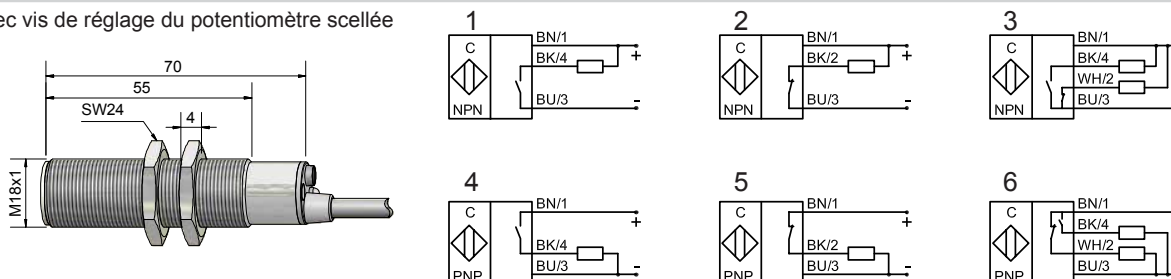 vis de réglage du potentiomètre scellée
70
55
SW24
4
M18x1
1
BN/1
C
BK/4
+
NPN
BU/3
-
2
BN/1
C
BK/2
+
NPN
BU/3
-
3
BN/1
C
BK/4
WH/2
NPN
BU/3
4
BN/1
C
+
BK/4
BU/3
PNP
-
5
BN/1
C
+
BK/2
BU/3
PNP
-
6
BN/1
C
BK/4
WH/2
BU/3
PNP